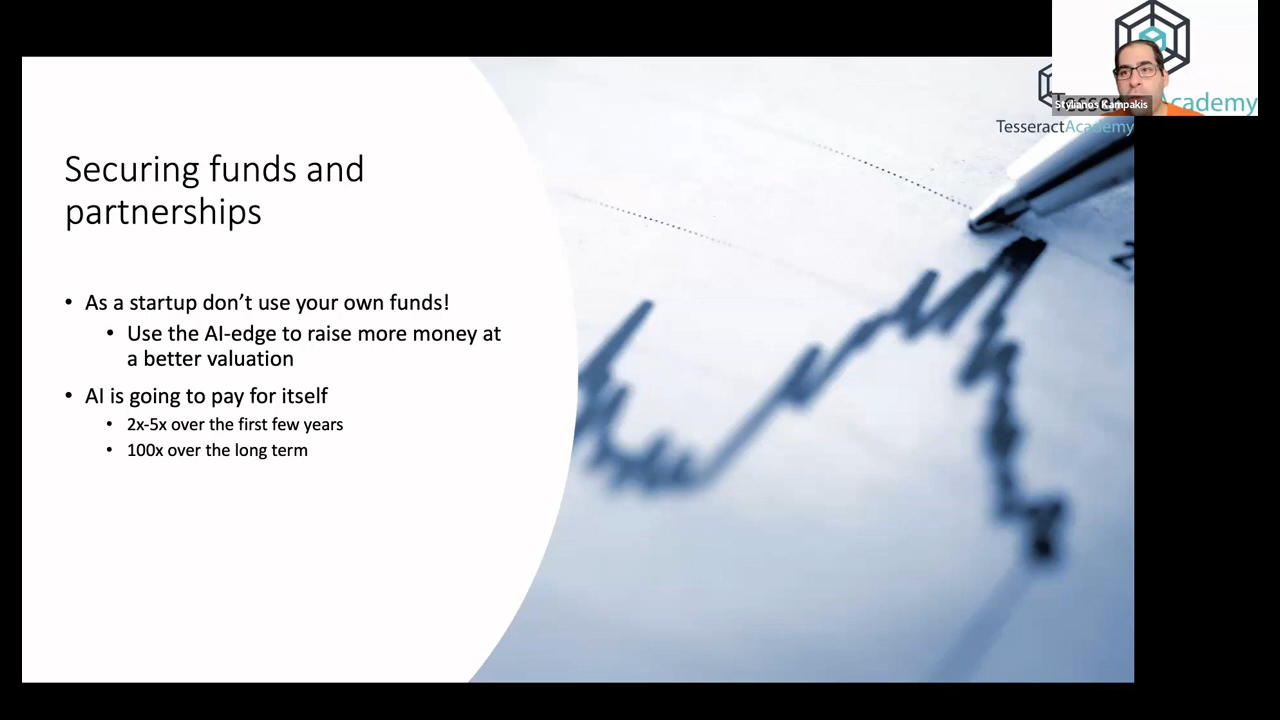 Academy
Stylianos Kampakis
TesseractAcademy
Securing funds and
partnerships
• As a startup don’t use your own funds!
• Use the AI-edge to raise more money at
a better valuation
• AI is going to pay for itself
• 2x-5x over the first few years
• 100x over the long term